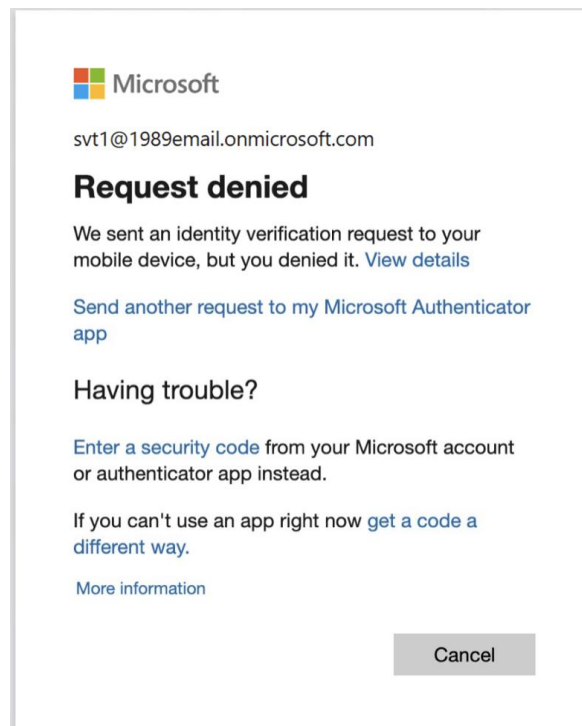 Microsoft
svt1@1989email.onmicrosoft.com
Request denied
We sent an identity verification request to your
mobile device, but you denied it. View details
Send another request to my Microsoft Authenticator
app
Having trouble?
Enter a security code from your Microsoft account
or authenticator app instead.
If you can't use an app right now get a code a
different way.
More information
Cancel